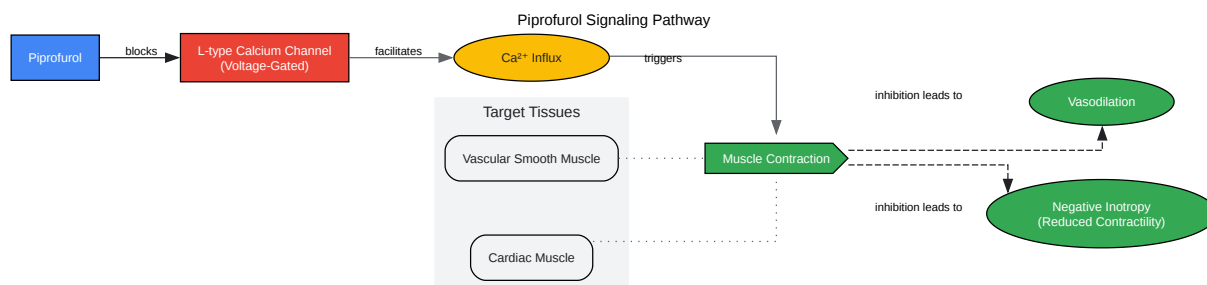 Piprofurol Signaling Pathway
Piprofurol
blocks
L-type Calcium Channel
(Voltage-Gated)
facilitates
Ca²⁺ Influx
triggers
inhibition leads to
Vasodilation
Target Tissues
Vascular Smooth Muscle
Muscle Contraction
inhibition leads to
Negative Inotropy
(Reduced Contractility)
Cardiac Muscle